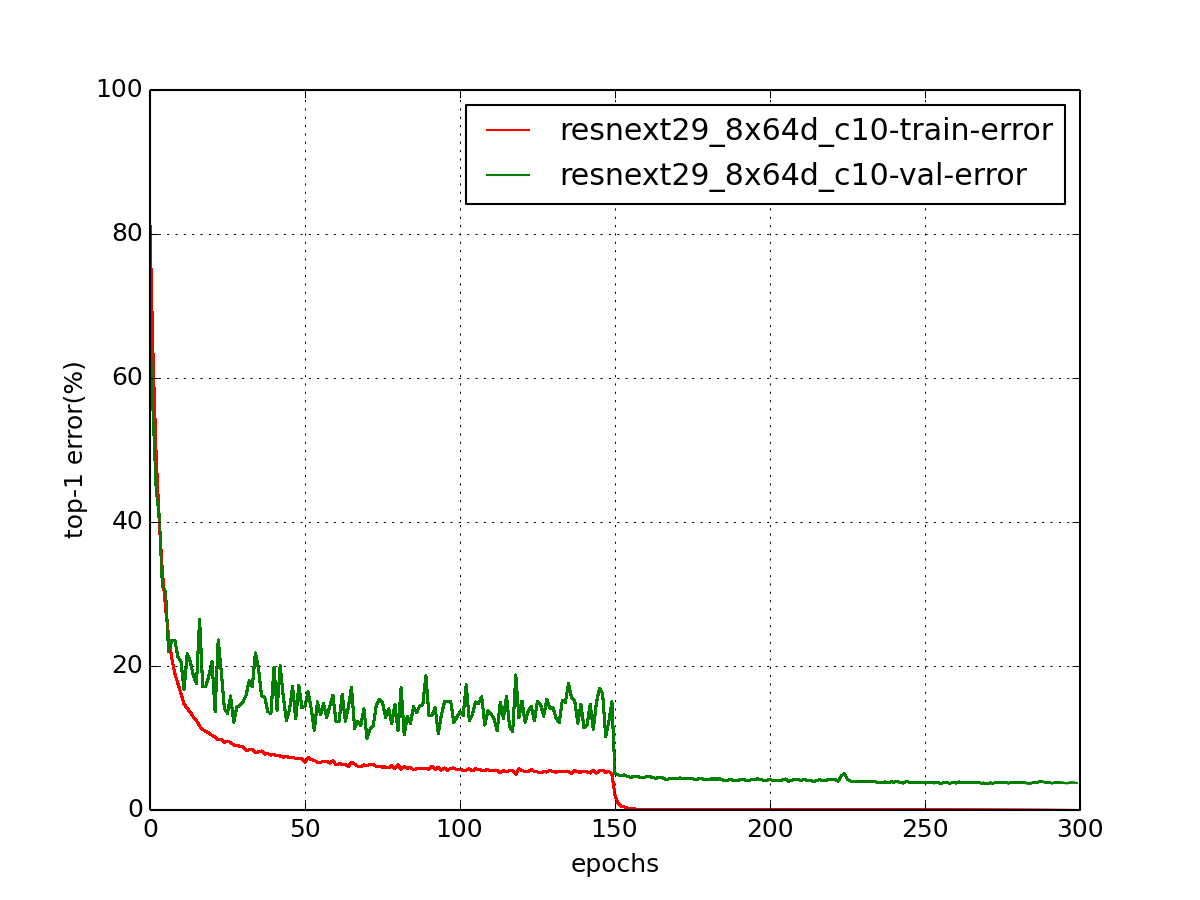 100
80
60
40
20
0
top-1 error(%)
resnext29_8x64d_c10-train-error
resnext29_8x64d_c10-val-error
0 50 100 150 200 250 300
epochs